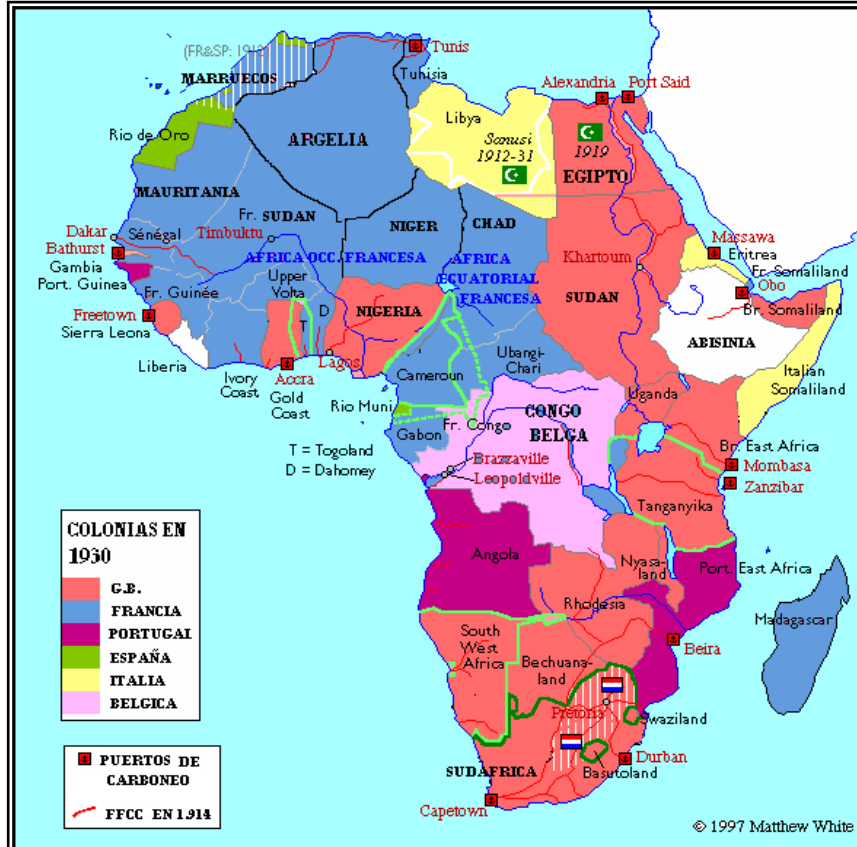 (FR&SP: 1912)
MARRUECOS
Tunis
Tunisia
Alexandria
Port Said
Rio de Oro
ARGELIA
Libya
Sanusi
1912-31
1919
EGIPTO
MAURITANIA
Fr. SUDAN
NIGER
CHAD
Dakar
Sénégal
Timbuktu
Bathurst
Gambia
Port. Guinea
AFRICA OCC. FRANCESA
AFRICA
ECUATORIAL
FRANCESA
Khartoum
SUDAN
Massawa
Eritrea
Fr. Somaliland
Obo
Br. Somaliland
Fr. Guinée
Upper
Volta
D
T
NIGERIA
Freetown
Sierra Leona
ABISINIA
Liberia
Lagos
Ivory
Coast
Accra
Gold
Coast
Cameroun
Ubangi-
Chari
Italian
Somaliland
Rio Muni
Fr. Congo
Gabon
CONGO
BELGA
Uganda
Br. East Africa
T = Togoland
D = Dahomey
Brazzaville
Leopoldville
Mombasa
Zanzibar
Tanganyika
COLONIAS EN
1930
G.B.
FRANCIA
PORTUGAL
ESPAÑA
ITALIA
BELGICA
Angola
Nyasa-
land
Port. East Africa
Rhodesia
Madagascar
South
West
Africa
Bechuana-
land
Beira
Pretoria
Swaziland
SUDAFRICA
Basutoland
Durban
Capetown
PUERTOS DE
CARBONEO
FFCC EN 1.914
© 1997 Matthew White